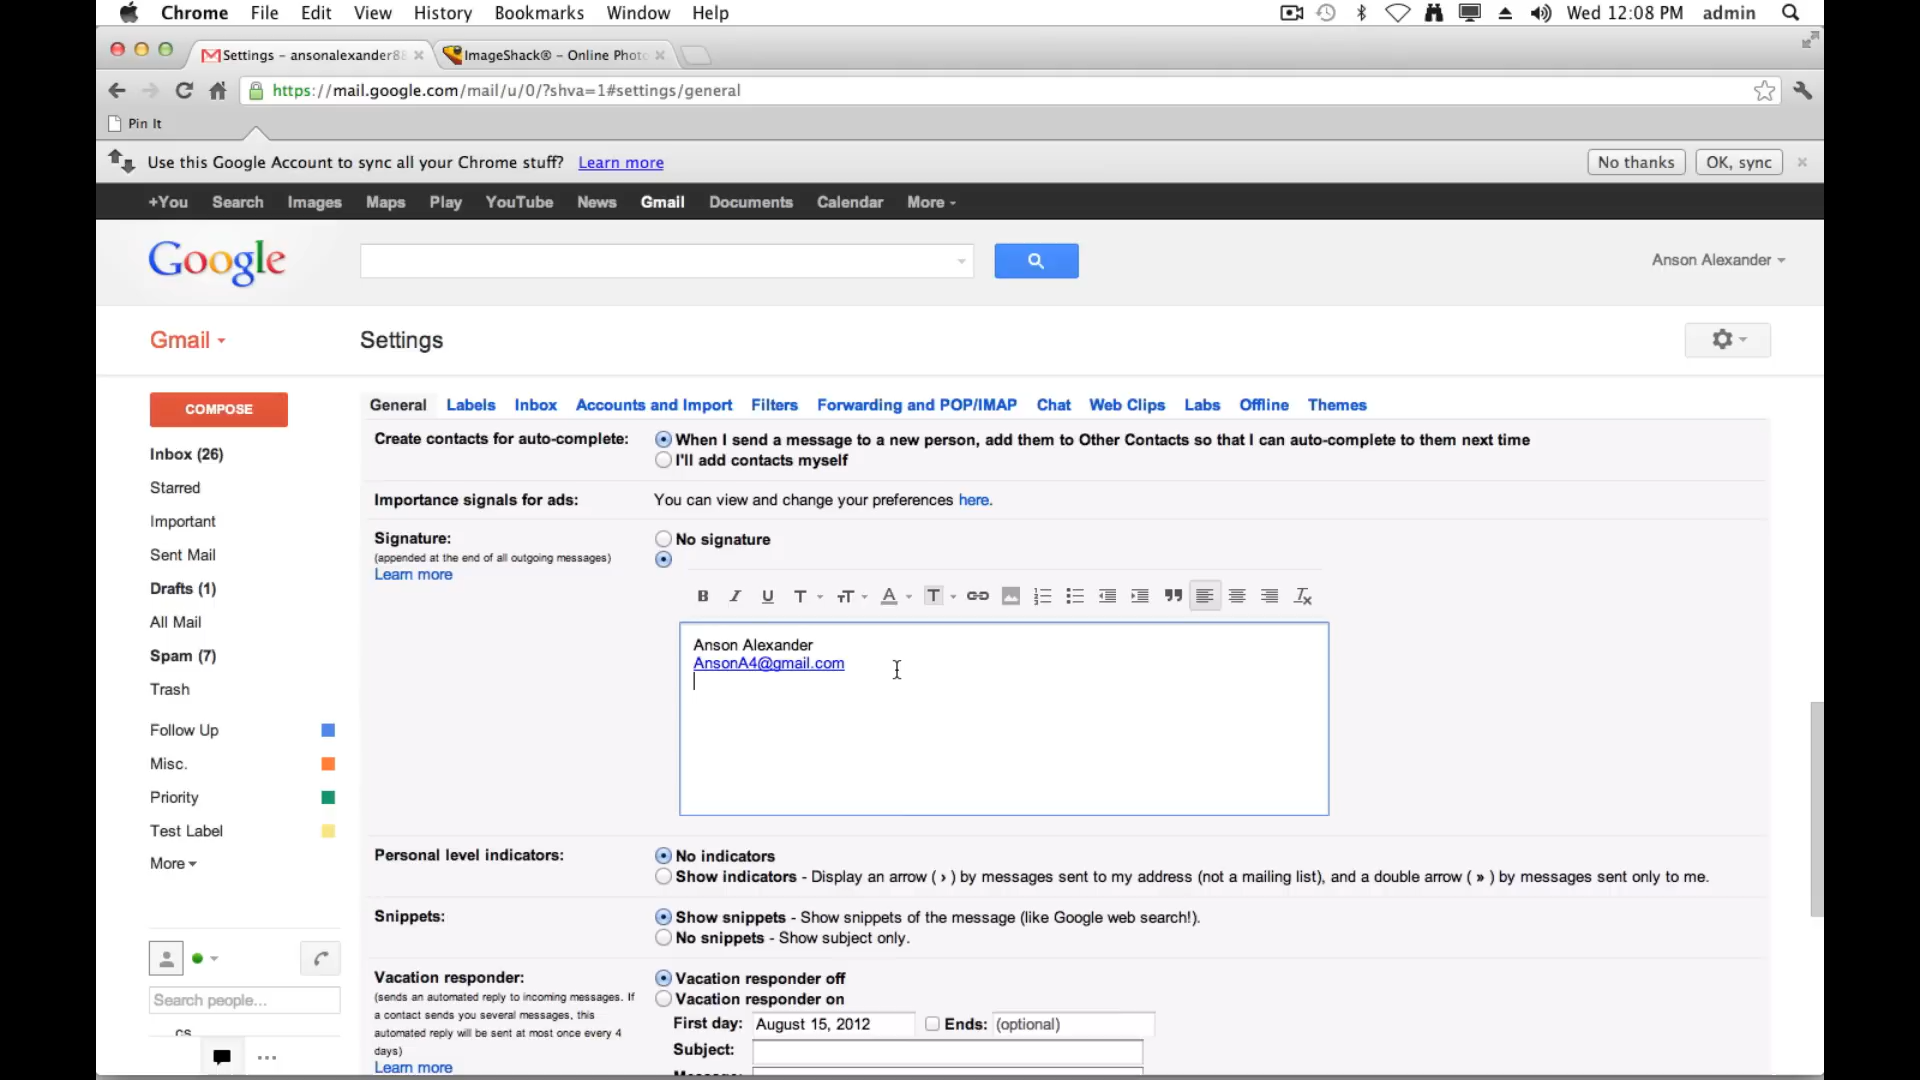 Chrome File Edit View History Bookmarks Window Help Wed 12:08 PM admin
Settings - ansonalexander88 ImageShack® - Online Photo
https://mail.google.com/mail/u/0/?shva=1#settings/general
Pin It
Use this Google Account to sync all your Chrome stuff? Learn more No thanks OK, sync
+You Search Images Maps Play YouTube News Gmail Documents Calendar More
Google Anson Alexander
Gmail Settings
COMPOSE
Inbox (26)
Starred
Important
Sent Mail
Drafts (1)
All Mail
Spam (7)
Trash
Follow Up
Misc.
Priority
Test Label
More
Search people...
General Labels Inbox Accounts and Import Filters Forwarding and POP/IMAP Chat Web Clips Labs Offline Themes
Create contacts for auto-complete: When I send a message to a new person, add them to Other Contacts so that I can auto-complete to them next time
I'll add contacts myself
Importance signals for ads: You can view and change your preferences here.
Signature: No signature
(appended at the end of all outgoing messages)
Learn more
B I U T тT A T
Anson Alexander
AnsonA4@gmail.com
Personal level indicators: No indicators
Show indicators - Display an arrow ( › ) by messages sent to my address (not a mailing list), and a double arrow ( » ) by messages sent only to me.
Snippets: Show snippets - Show snippets of the message (like Google web search!).
No snippets - Show subject only.
Vacation responder: Vacation responder off
(sends an automated reply to incoming messages. If
a contact sends you several messages, this
automated reply will be sent at most once every 4
days)
Learn more
Vacation responder on
First day: August 15, 2012 Ends: (optional)
Subject: